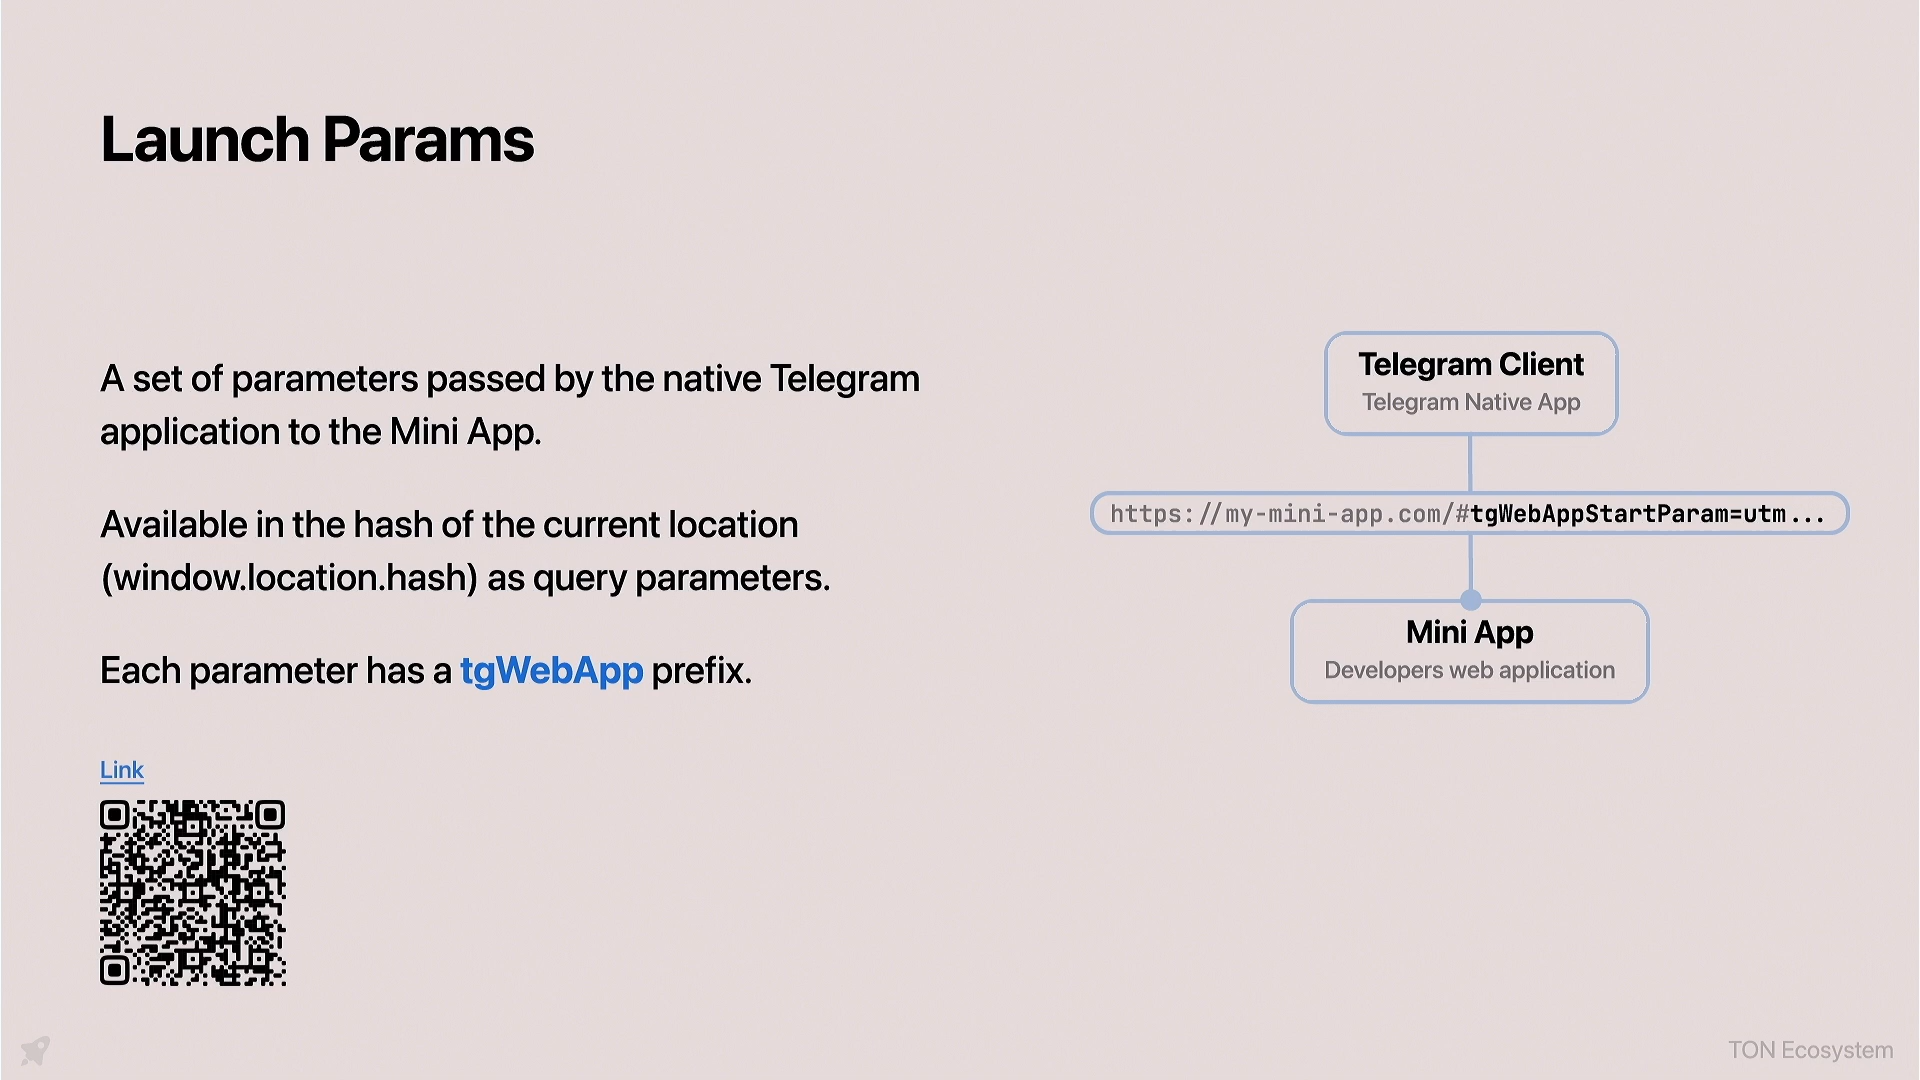 Launch Params
A set of parameters passed by the native Telegram
application to the Mini App.
Available in the hash of the current location
(window.location.hash) as query parameters.
Each parameter has a tgWebApp prefix.
Link
Telegram Client
Telegram Native App
https://my-mini-app.com/#tgWebAppStartParam=utm...
Mini App
Developers web application
TON Ecosystem